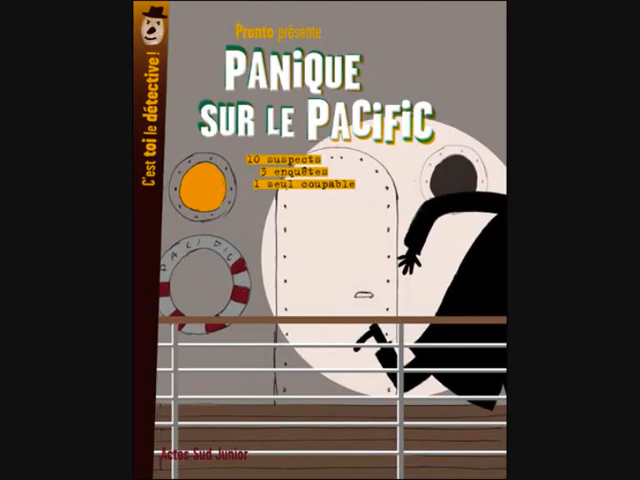 Pronto présente
PANiQUE
SUR LE PACiFiC
10 suspects
3 enquêtes
1 seul coupable
C'est toi le détective !
PACIFIC
Actes Sud Junior